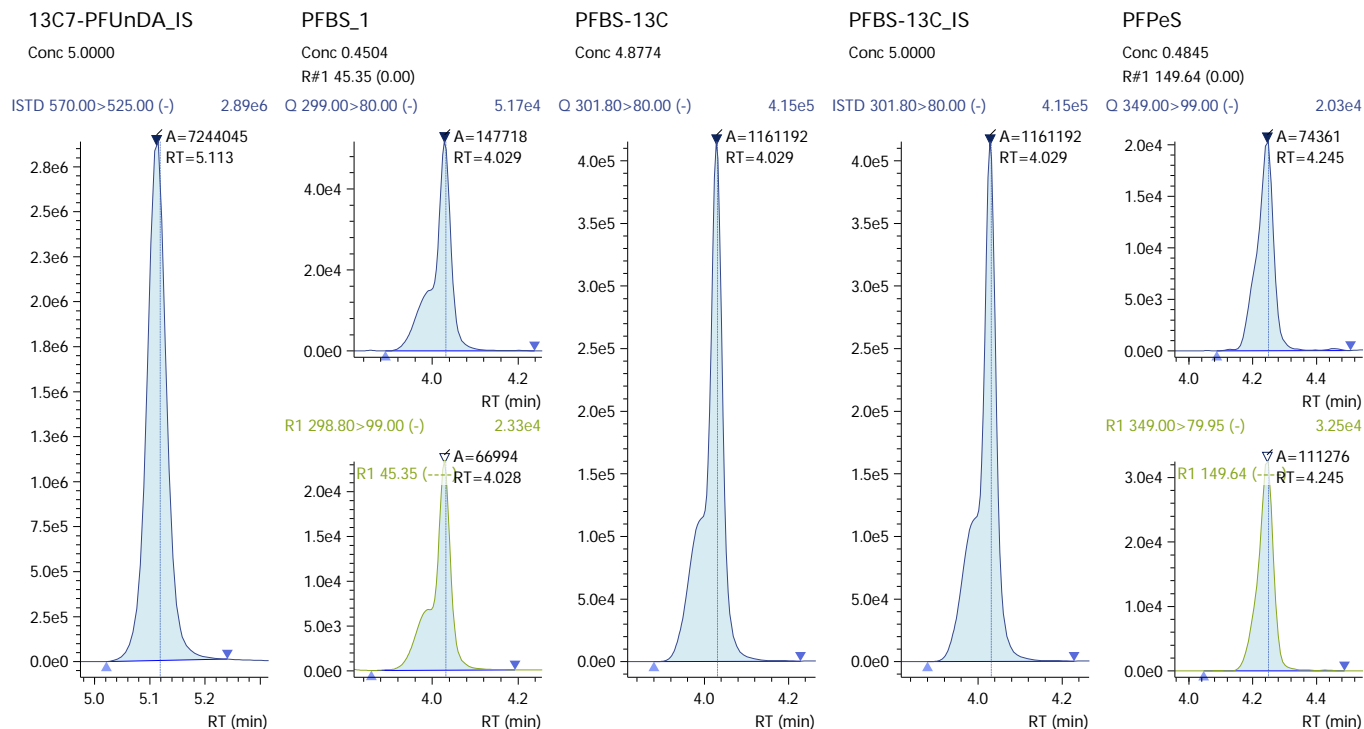 13C7-PFUnDA_IS
Conc 5.0000
ISTD 570.00>525.00 (-) 2.89e6
A=7244045
RT=5.113
2.8e6
2.5e6
2.3e6
2.0e6
1.8e6
1.5e6
1.3e6
1.0e6
7.5e5
5.0e5
2.5e5
0.0e0
5.0 5.1 5.2
RT (min)
PFBS_1
Conc 0.4504
R#1 45.35 (0.00)
Q 299.00>80.00 (-) 5.17e4
A=147718
RT=4.029
4.0e4
2.0e4
0.0e0
4.0 4.2
RT (min)
R1 298.80>99.00 (-) 2.33e4
A=66994
R1 45.35 (----)
RT=4.028
2.0e4
1.5e4
1.0e4
5.0e3
0.0e0
4.0 4.2
RT (min)
PFBS-13C
Conc 4.8774
Q 301.80>80.00 (-) 4.15e5
A=1161192
RT=4.029
4.0e5
3.5e5
3.0e5
2.5e5
2.0e5
1.5e5
1.0e5
5.0e4
0.0e0
4.0 4.2
RT (min)
PFBS-13C_IS
Conc 5.0000
ISTD 301.80>80.00 (-) 4.15e5
A=1161192
RT=4.029
4.0e5
3.5e5
3.0e5
2.5e5
2.0e5
1.5e5
1.0e5
5.0e4
0.0e0
4.0 4.2
RT (min)
PFPeS
Conc 0.4845
R#1 149.64 (0.00)
Q 349.00>99.00 (-) 2.03e4
A=74361
RT=4.245
2.0e4
1.5e4
1.0e4
5.0e3
0.0e0
4.0 4.2 4.4
RT (min)
R1 349.00>79.95 (-) 3.25e4
A=111276
R1 149.64 (----)
RT=4.245
3.0e4
2.0e4
1.0e4
0.0e0
4.0 4.2 4.4
RT (min)